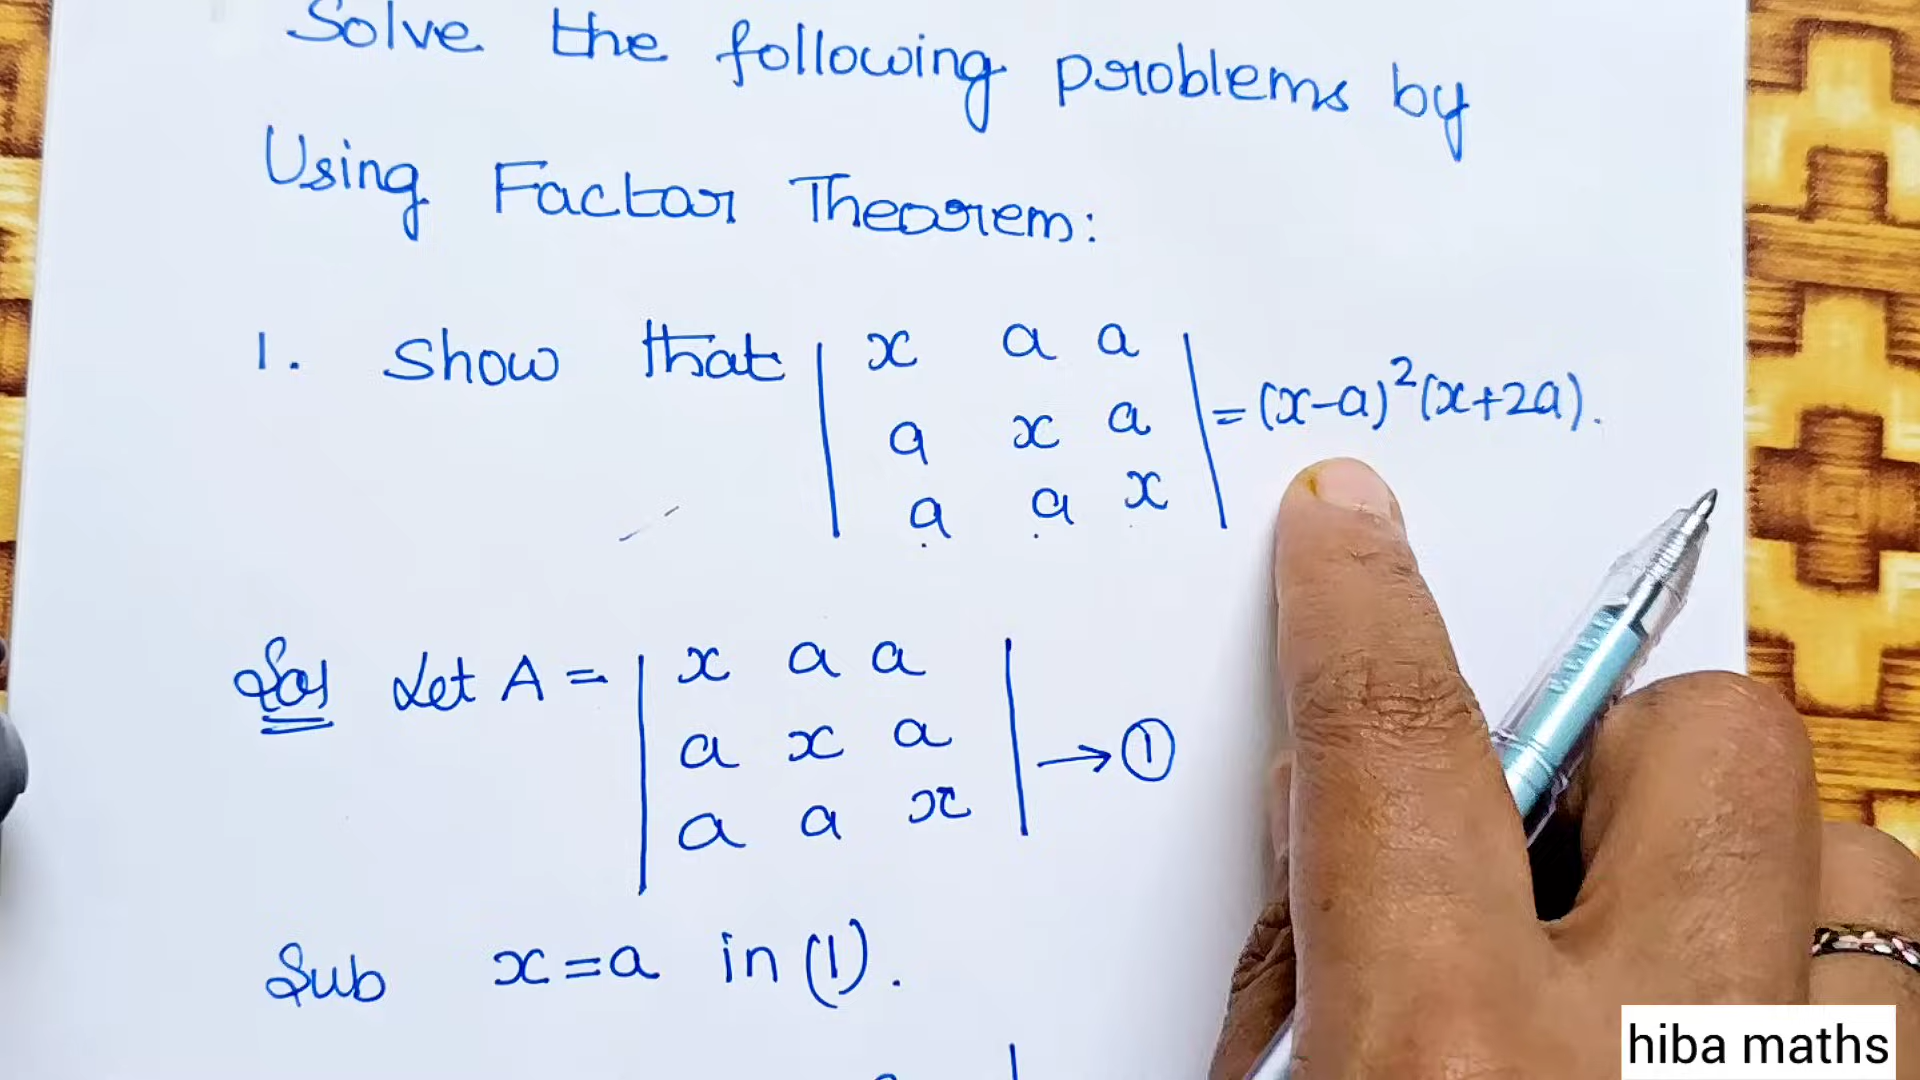 Solve the following problems by
Using Factor Theorem:
1. Show that | x a a |
| a x a | = (x-a)²(x+2a).
| a a x |
Sol Let A = | x a a |
| a x a | → ①
| a a x |
Sub x=a in (1).
hiba maths